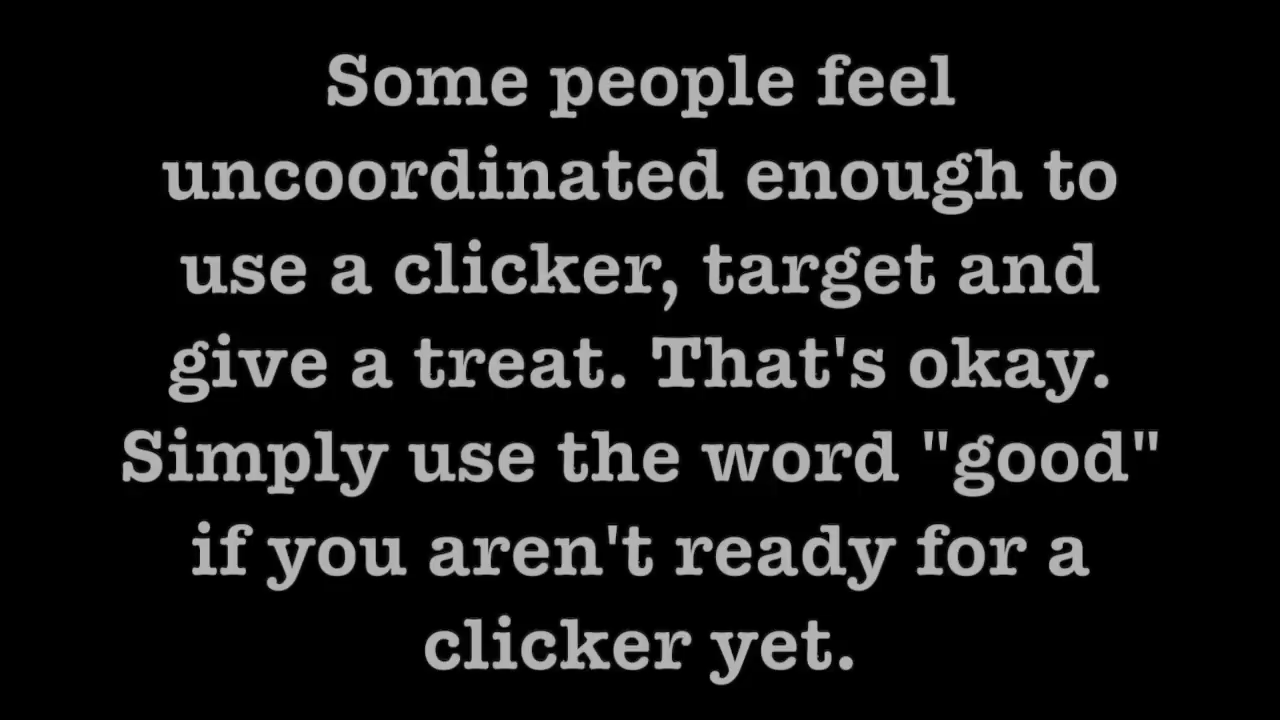 Some people feel
uncoordinated enough to
use a clicker, target and
give a treat. That's okay.
Simply use the word "good"
if you aren't ready for a
clicker yet.